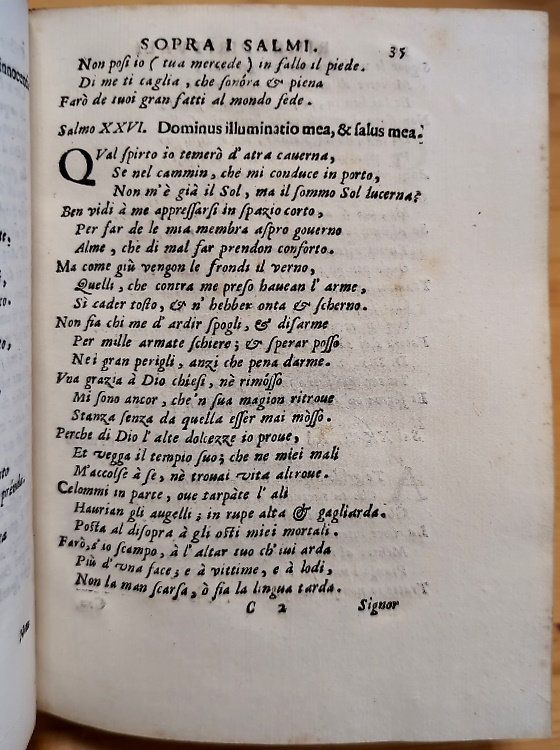 SOPRA I SALMI. 35
Non posi io ( tua mercede ) in fallo il piede.
Di me ti caglia, che sonóra & piena
Farò de tuoi gran fatti al mondo fede.
Salmo XXVI. Dominus illuminatio mea, & salus mea.
QVal spirto io temerò d'atra cauerna,
Se nel cammin, che mi conduce in porto,
Non m'è già il Sol, ma il sommo Sol lucerna?
Ben vidi à me appressarsi in spazio corto,
Per far de le mia membra aspro gouerno
Alme, che di mal far prendon conforto.
Ma come giù vengon le frondi il verno,
Quelli, che contra me preso hauean l'arme,
Sì cader tosto, & n'hebber onta & scherno.
Non fia chi me d'ardir spogli, & disarme
Per mille armate schiere; & sperar posso
Nei gran perigli, anzi che pena darme.
Vna grazia à Dio chiesi, nè rimósso
Mi sono ancor, che'n sua magion ritroue
Stanza senza da quella esser mai mòsso.
Perche di Dio l'alte dolcezze io proue,
Et vegga il tempio suo; che ne miei mali
M'accolse à se, nè trouai vita altroue.
Celommi in parte, oue tarpàte l'ali
Haurian gli augelli; in rupe alta & gagliarda.
Posta al disopra à gli osti miei mortali.
Farò, s'io scampo, à l'altar tuo ch'iui arda
Più d'vna face; e à vittime, e à lodi,
Non la man scarsa, ò fia la lingua tarda.
C 2 Signor